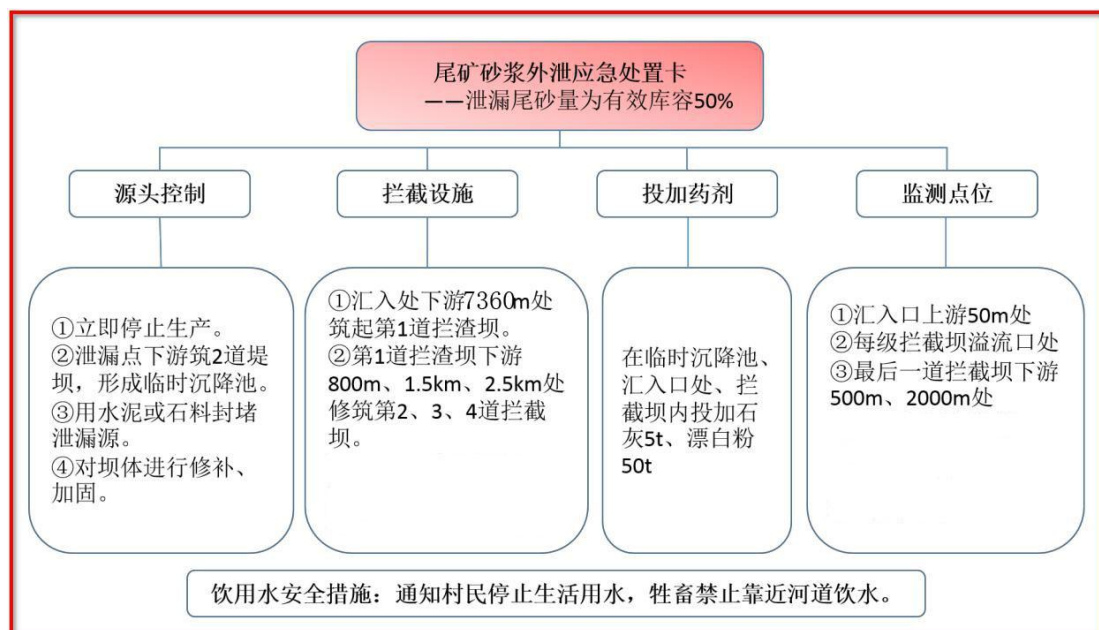 尾矿砂浆外泄应急处置卡
——泄漏尾砂量为有效库容50%
源头控制
拦截设施
投加药剂
监测点位
①立即停止生产。
②泄漏点下游筑2道堤
坝，形成临时沉降池。
③用水泥或石料封堵
泄漏源。
④对坝体进行修补、
加固。
①汇入处下游7360m处
筑起第1道拦渣坝。
②第1道拦渣坝下游
800m、1.5km、2.5km处
修筑第2、3、4道拦截
坝。
在临时沉降池、
汇入口处、拦
截坝内投加石
灰5t、漂白粉
50t
①汇入口上游50m处
②每级拦截坝溢流口处
③最后一道拦截坝下游
500m、2000m处
饮用水安全措施：通知村民停止生活用水，牲畜禁止靠近河道饮水。